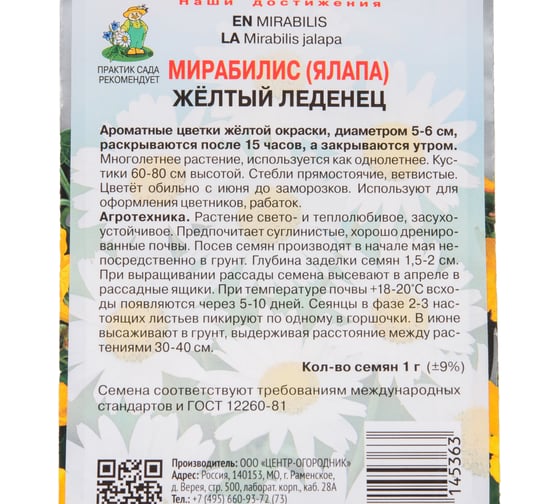 Наши достижения
EN MIRABILIS
LA Mirabilis jalapa
ПРАКТИК САДА
РЕКОМЕНДУЕТ
МИРАБИЛИС (ЯЛАПА)
ЖЁЛТЫЙ ЛЕДЕНЕЦ
Ароматные цветки жёлтой окраски, диаметром 5-6 см,
раскрываются после 15 часов, а закрываются утром.
Многолетнее растение, используется как однолетнее. Кус-
тики 60-80 см высотой. Стебли прямостоячие, ветвистые.
Цветёт обильно с июня до заморозков. Используют для
оформления цветников, рабаток.
Агротехника. Растение свето- и теплолюбивое, засухо-
устойчивое. Предпочитает суглинистые, хорошо дрениро-
ванные почвы. Посев семян производят в начале мая не-
посредственно в грунт. Глубина заделки семян 1,5-2 см.
При выращивании рассады семена высевают в апреле в
рассадные ящики. При температуре почвы +18-20°С всхо-
ды появляются через 5-10 дней. Сеянцы в фазе 2-3 нас-
тоящих листьев пикируют по одному в горшочки. В июне
высаживают в грунт, выдерживая расстояние между рас-
тениями 30-40 см.
Кол-во семян 1 г (±9%)
Семена соответствуют требованиям международных
стандартов и ГОСТ 12260-81
Производитель: ООО «ЦЕНТР-ОГОРОДНИК»
Адрес: Россия, 140153, МО, г. Раменское,
д. Верея, стр. 500, лаборат. корп., каб. 28А
Тел.: +7 (495) 660-93-72 (73)
145363